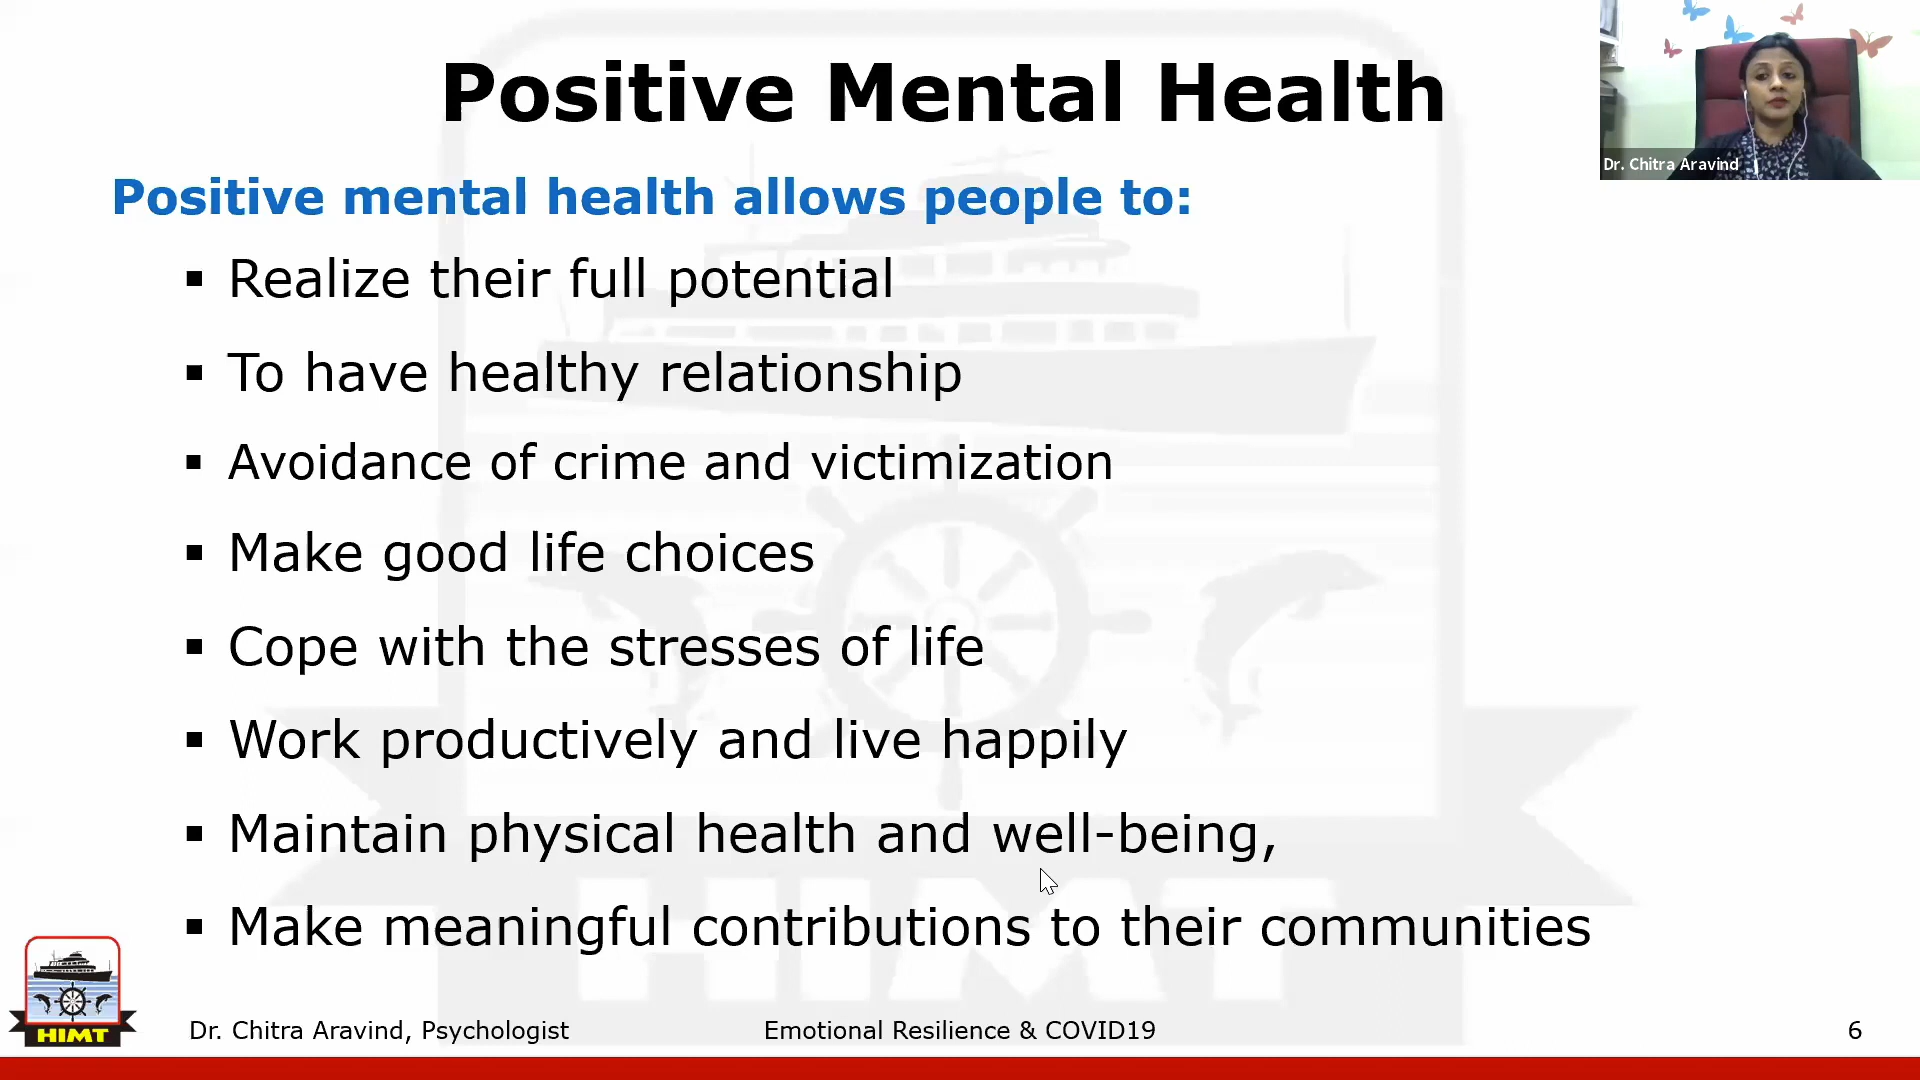 Positive Mental Health
Dr. Chitra Aravind
Positive mental health allows people to:
▪ Realize their full potential
▪ To have healthy relationship
▪ Avoidance of crime and victimization
▪ Make good life choices
▪ Cope with the stresses of life
▪ Work productively and live happily
▪ Maintain physical health and well-being,
▪ Make meaningful contributions to their communities
HIMT
HIMT
Dr. Chitra Aravind, Psychologist
Emotional Resilience & COVID19
6